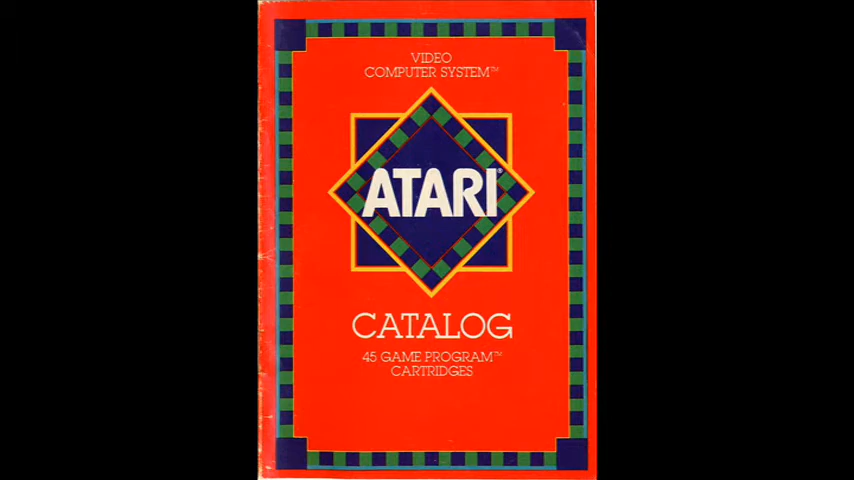 VIDEO
COMPUTER SYSTEM™
ATARI®
CATALOG
45 GAME PROGRAM™
CARTRIDGES